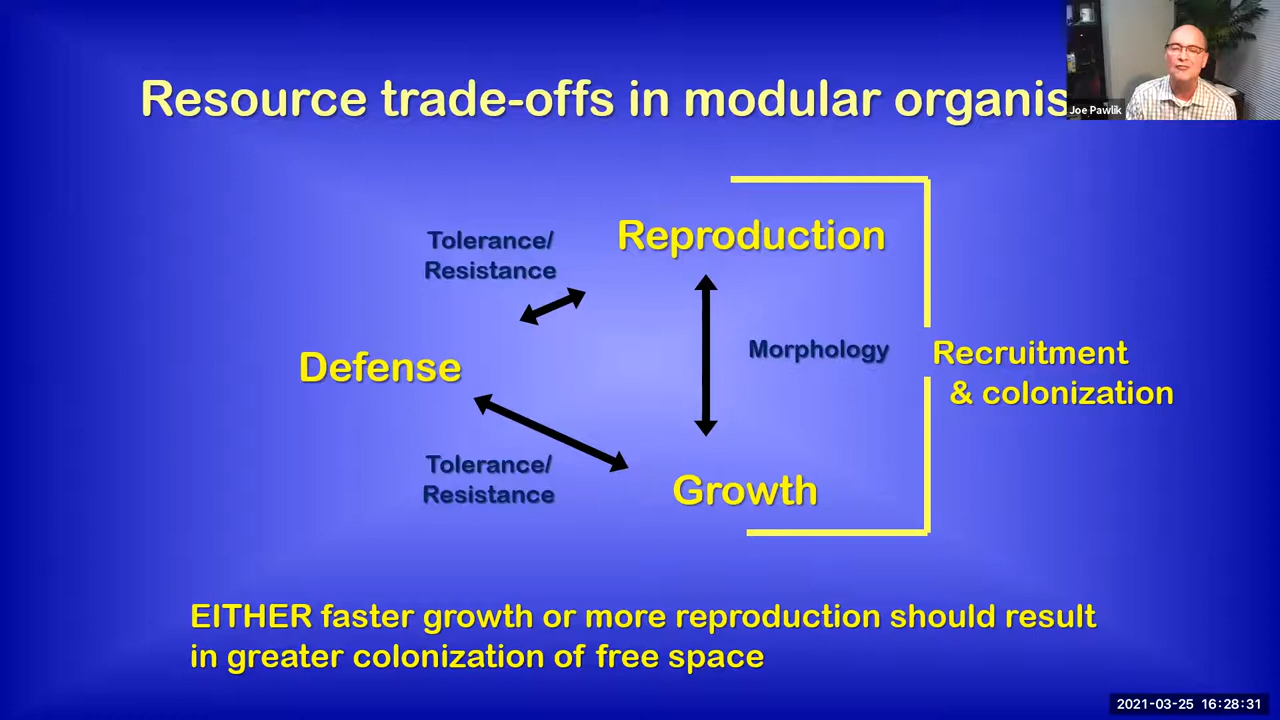 Resource trade-offs in modular organis
Joe Pawlik
Tolerance/
Resistance
Reproduction
Defense
Morphology
Recruitment
& colonization
Tolerance/
Resistance
Growth
EITHER faster growth or more reproduction should result
in greater colonization of free space
2021-03-25 16:28:31